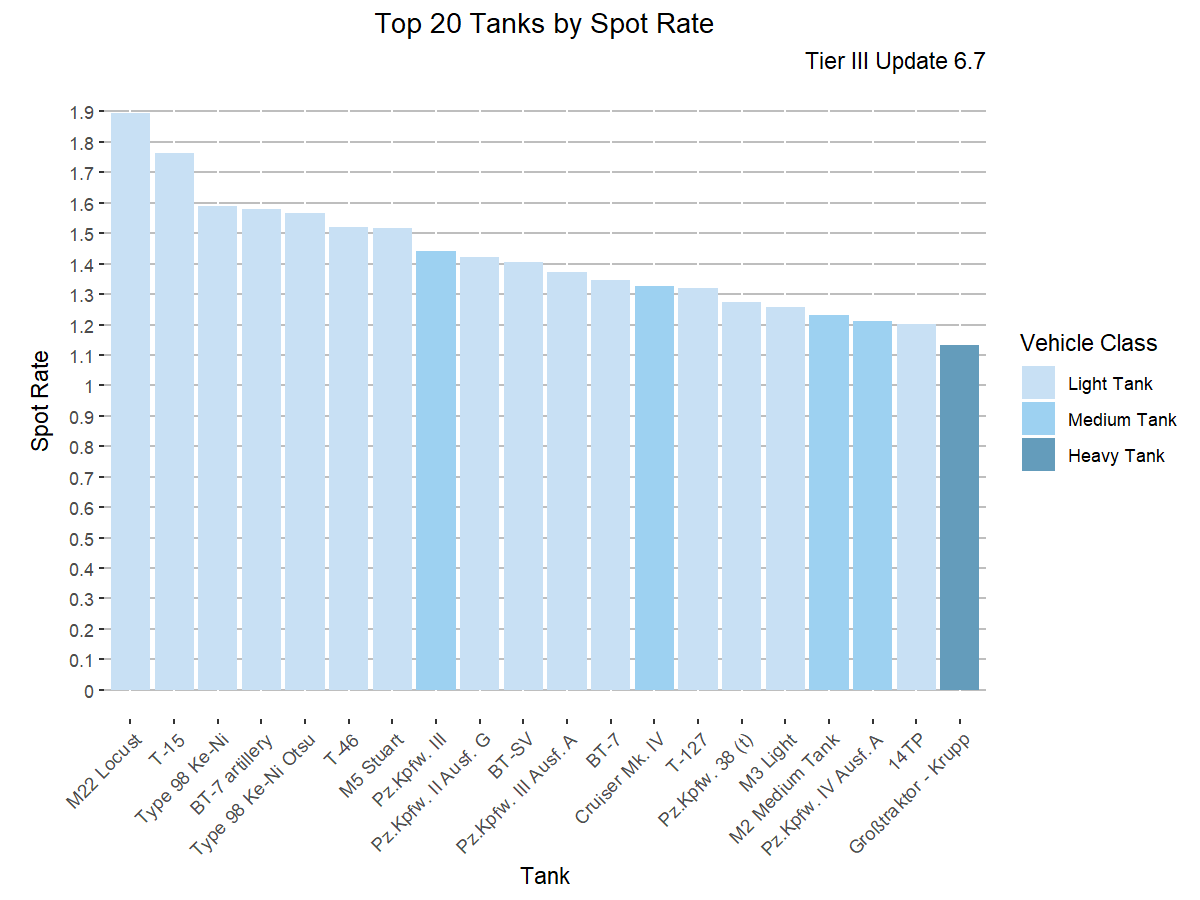 Top 20 Tanks by Spot Rate
Tier III Update 6.7
1.9
1.8
1.7
1.6
1.5
1.4
1.3
1.2
1.1
1
0.9
0.8
0.7
0.6
0.5
0.4
0.3
0.2
0.1
0
Spot Rate
M22 Locust
T-15
Type 98 Ke-Ni
BT-7 artillery
Type 98 Ke-Ni Otsu
T-46
M5 Stuart
Pz.Kpfw. III
Pz.Kpfw. II Ausf. G
BT-SV
Pz.Kpfw. III Ausf. A
BT-7
Cruiser Mk. IV
T-127
Pz.Kpfw. 38 (t)
M3 Light
M2 Medium Tank
Pz.Kpfw. IV Ausf. A
14TP
Großtraktor - Krupp
Tank
Vehicle Class
Light Tank
Medium Tank
Heavy Tank